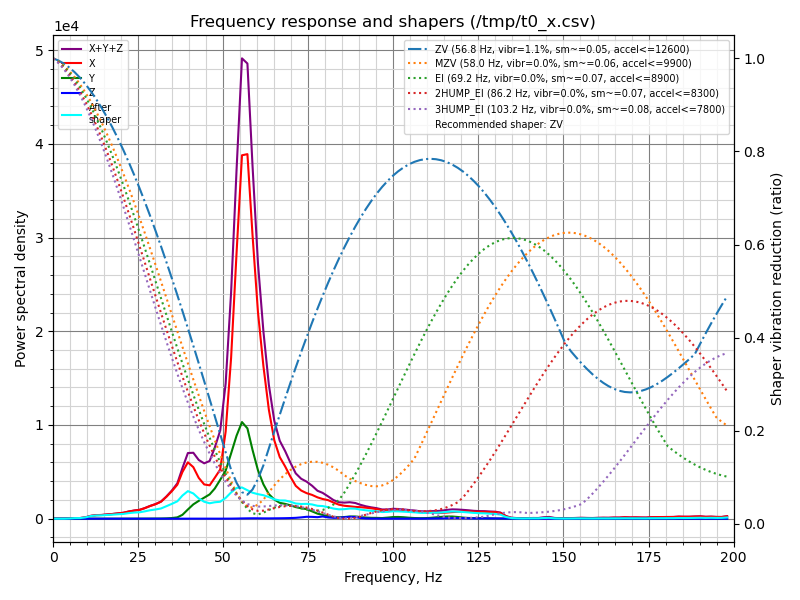 Frequency response and shapers (/tmp/t0_x.csv)
1e4
X+Y+Z
X
Y
Z
After
shaper
ZV (56.8 Hz, vibr=1.1%, sm~=0.05, accel<=12600)
MZV (58.0 Hz, vibr=0.0%, sm~=0.06, accel<=9900)
EI (69.2 Hz, vibr=0.0%, sm~=0.07, accel<=8900)
2HUMP_EI (86.2 Hz, vibr=0.0%, sm~=0.07, accel<=8300)
3HUMP_EI (103.2 Hz, vibr=0.0%, sm~=0.08, accel<=7800)
Recommended shaper: ZV
Power spectral density
5
4
3
2
1
0
1.0
0.8
0.6
0.4
0.2
0.0
Shaper vibration reduction (ratio)
0 25 50 75 100 125 150 175 200
Frequency, Hz